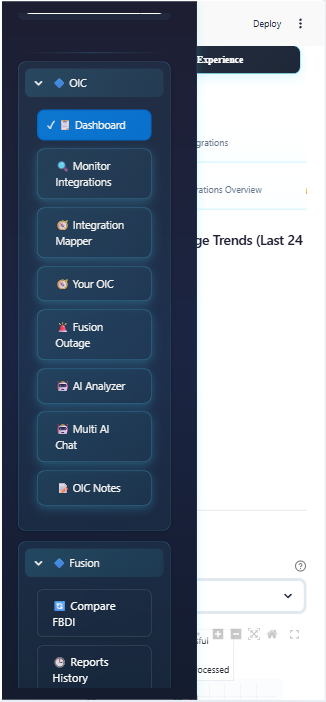 Deploy
Experience
OIC
✓ Dashboard
Monitor
Integrations
Integration
Mapper
Your OIC
Fusion
Outage
AI Analyzer
Multi AI
Chat
OIC Notes
Fusion
Compare
FBDI
Reports
History
grations
rations Overview
ge Trends (Last 24
sful
ocessed